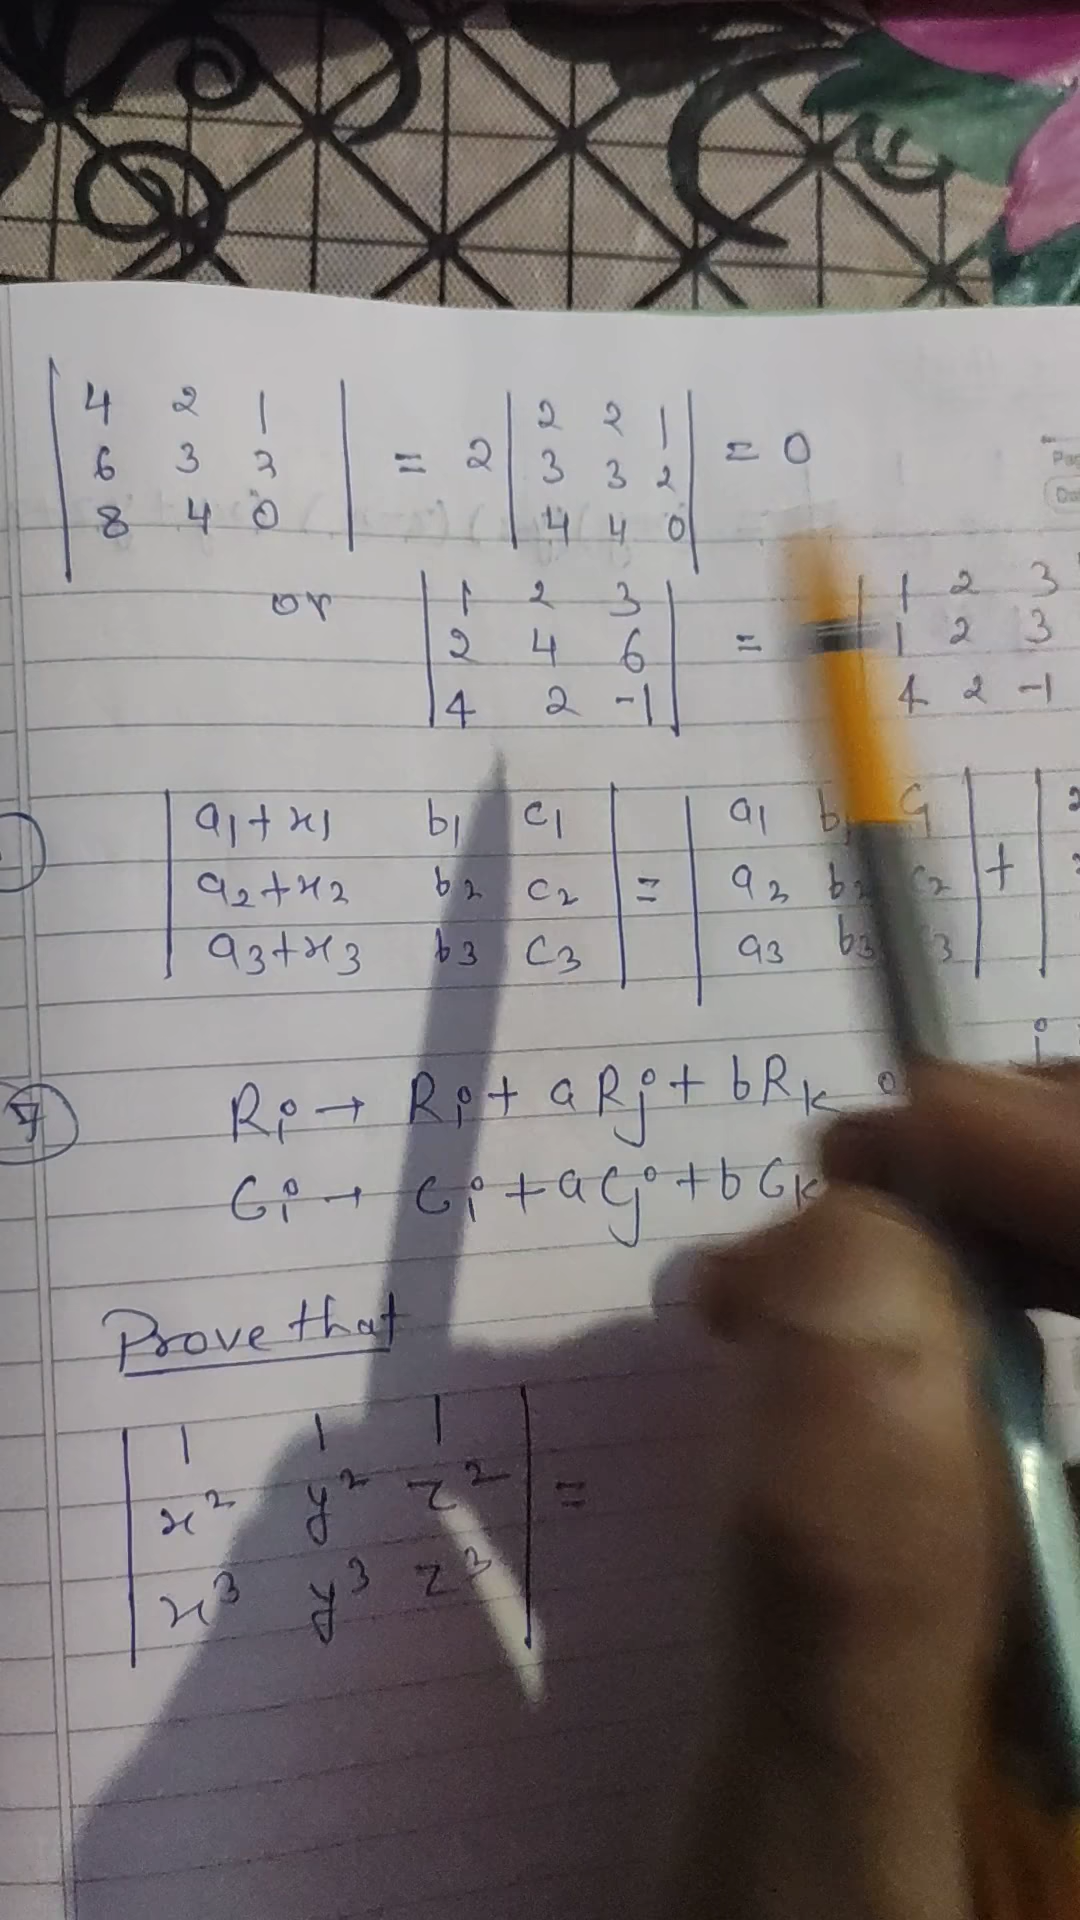 | 4 2 1 | = 2 | 2 2 1 | = 0
| 6 3 2 | | 3 3 2 |
| 8 4 0 | | 4 4 0 |
or | 1 2 3 | = | 1 2 3
| 2 4 6 | 1 2 3
| 4 2 -1 | 4 2 -1
| a1+x1 b1 c1 | = | a1 b1 c1 | + |
| a2+x2 b2 c2 | | a2 b2 c2 |
| a3+x3 b3 c3 | | a3 b3 c3 |
7 Ri → Ri + aRj + bRk
Ci → Ci + aCj + bCk
Prove that
| 1 1 1 | =
| x² y² z² |
| x³ y³ z³ |